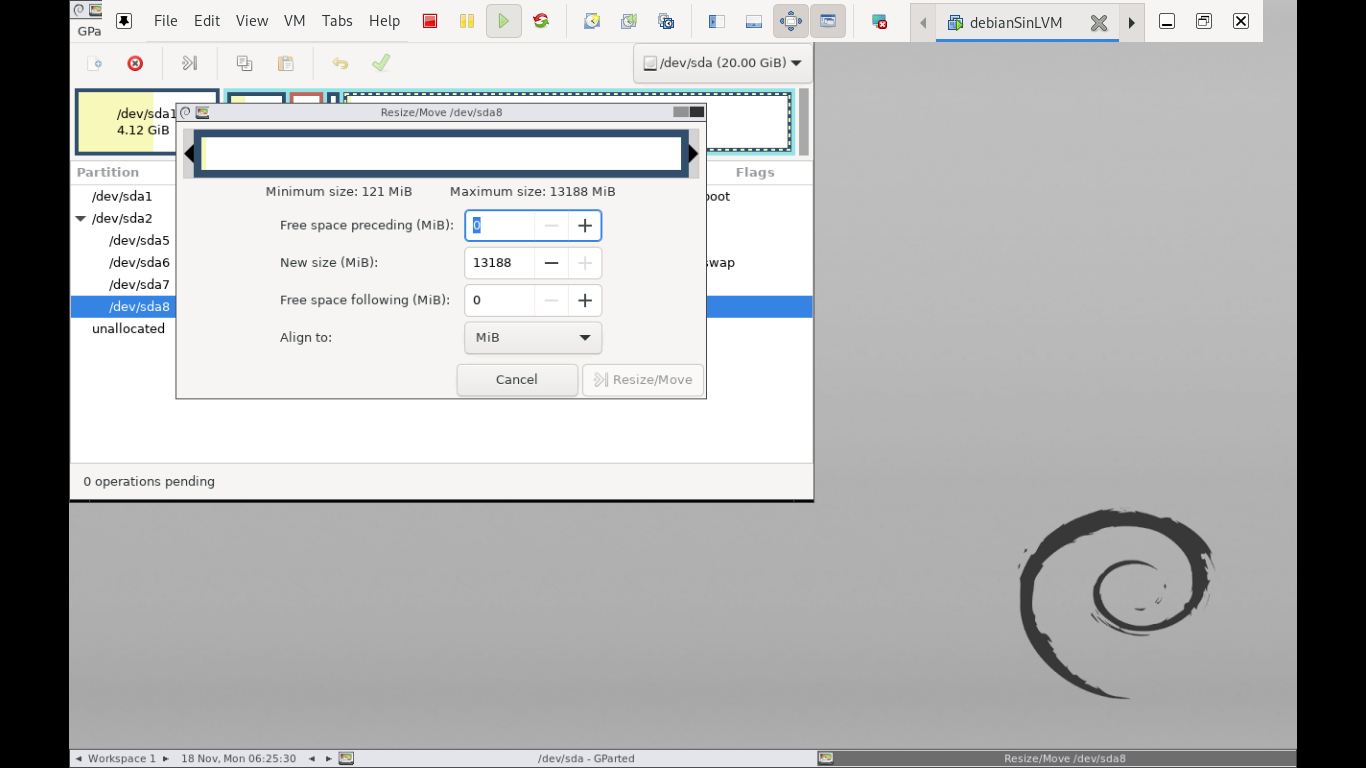 GPa
File Edit View VM Tabs Help
debianSinLVM
/dev/sda (20.00 GiB)
/dev/sda1
4.12 GiB
Resize/Move /dev/sda8
Minimum size: 121 MiB Maximum size: 13188 MiB
Free space preceding (MiB): 0
New size (MiB): 13188
Free space following (MiB): 0
Align to: MiB
Cancel Resize/Move
Partition Flags
/dev/sda1 boot
/dev/sda2
/dev/sda5
/dev/sda6 swap
/dev/sda7
/dev/sda8
unallocated
0 operations pending
Workspace 1 18 Nov, Mon 06:25:30 /dev/sda - GParted Resize/Move /dev/sda8